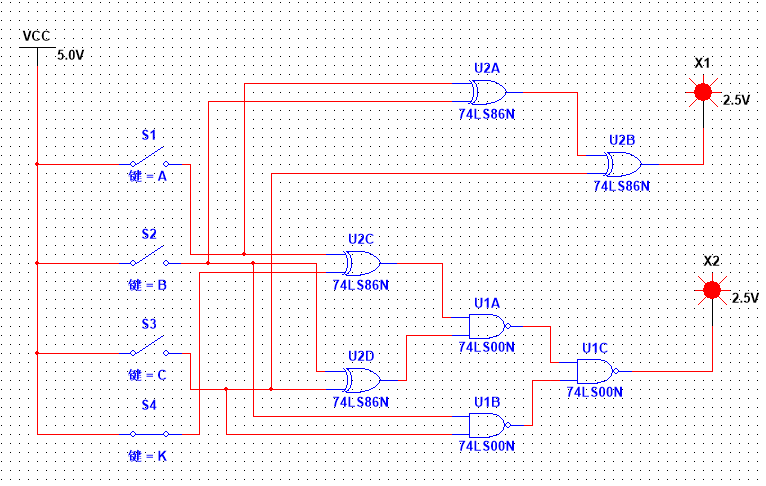 VCC
5.0V
U2A
74LS86N
X1
2.5V
S1
键 = A
U2B
74LS86N
S2
键 = B
U2C
74LS86N
X2
2.5V
S3
键 = C
U1A
74LS00N
U2D
74LS86N
U1C
74LS00N
S4
键 = K
U1B
74LS00N